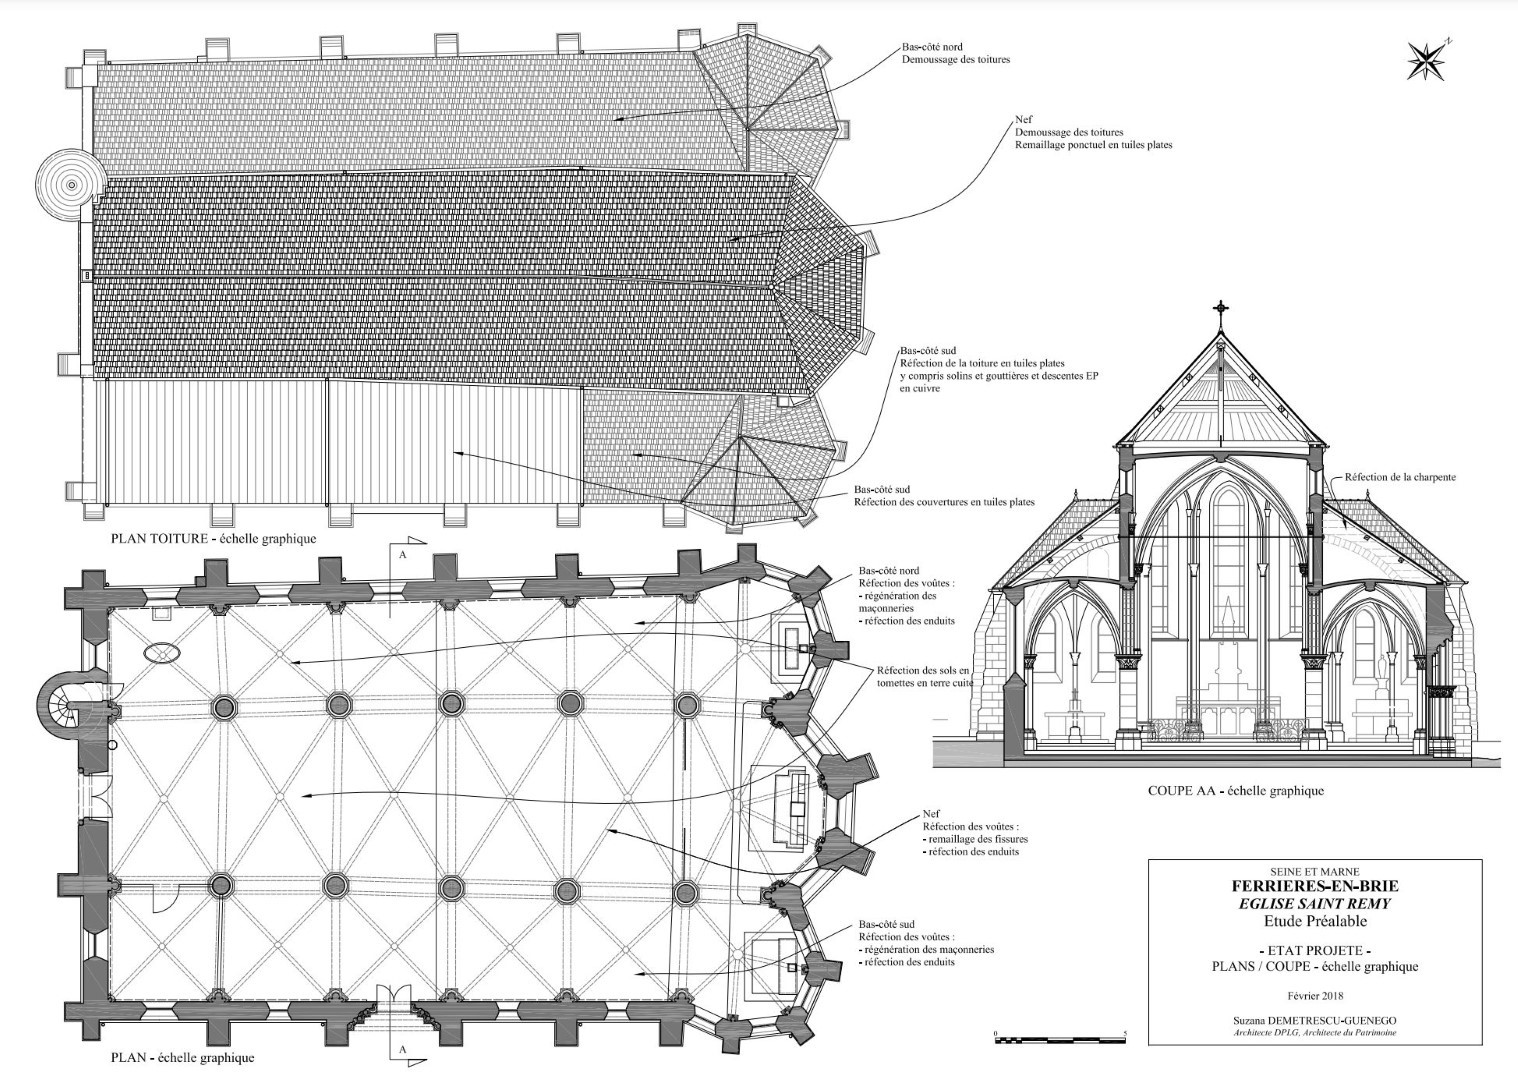 Bas-côté nord
Demoussage des toitures
N
Nef
Demoussage des toitures
Remaillage ponctuel en tuiles plates
Bas-côté sud
Réfection de la toiture en tuiles plates
y compris solins et gouttières et descentes EP
en cuivre
Bas-côté sud
Réfection des couvertures en tuiles plates
Réfection de la charpente
PLAN TOITURE - échelle graphique
A
Bas-côté nord
Réfection des voûtes :
- régénération des
maçonneries
- réfection des enduits
Réfection des sols en
tomettes en terre cuite
COUPE AA - échelle graphique
Nef
Réfection des voûtes :
- remaillage des fissures
- réfection des enduits
Bas-côté sud
Réfection des voûtes :
- régénération des maçonneries
- réfection des enduits
A
PLAN - échelle graphique
0 5
SEINE ET MARNE
FERRIERES-EN-BRIE
EGLISE SAINT REMY
Etude Préalable
- ETAT PROJETE -
PLANS / COUPE - échelle graphique
Février 2018
Suzana DEMETRESCU-GUENEGO
Architecte DPLG, Architecte du Patrimoine